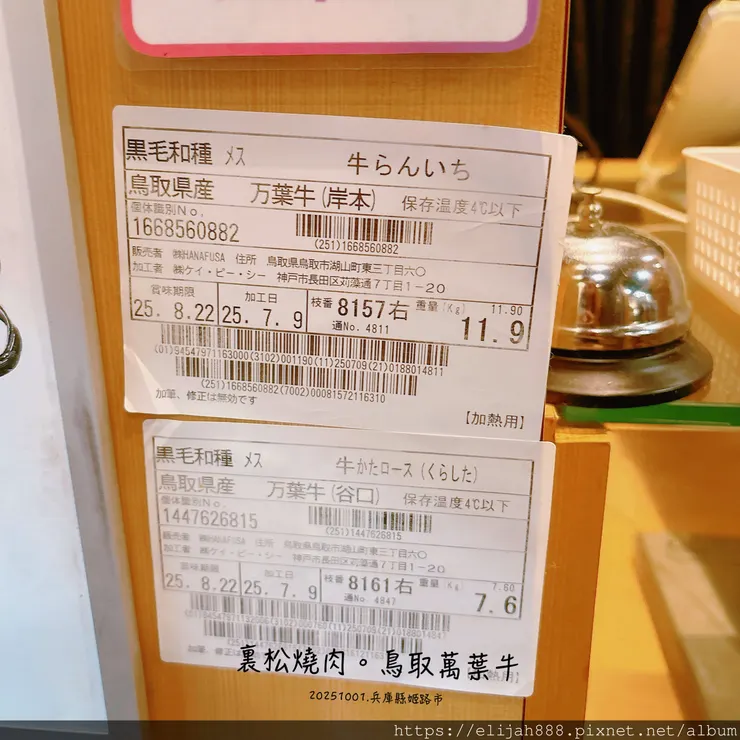 黒毛和種 メス 牛らんいち
鳥取県産 万葉牛(岸本) 保存温度4℃以下
個体識別No.
1668560882
(251)1668560882
販売者 ㈱HANAFUSA 住所 鳥取県鳥取市湖山町東三丁目六〇
加工者 ㈱ケイ・ピー・シー 神戸市長田区苅藻通7丁目1-20
賞味期限 加工日 枝番 8157右 重量(Kg) 11.90
25.8.22 25.7.9 通No. 4811 11.9
(01)94547971163000(3102)001190(11)250709(21)0188014811
(251)1668560882(7002)00081572116310
加筆、修正は無効です
【加熱用】
黒毛和種 メス 牛かたロース(くらした)
鳥取県産 万葉牛(谷口) 保存温度4℃以下
個体識別No.
1447626815
(251)1447626815
販売者 ㈱HANAFUSA 住所 鳥取県鳥取市湖山町東三丁目六〇
加工者 ㈱ケイ・ピー・シー 神戸市長田区苅藻通7丁目1-20
賞味期限 加工日 枝番 8161右 重量(Kg) 7.60
25.8.22 25.7.9 通No. 4847 7.6
裏松燒肉。鳥取萬葉牛
20251001.兵庫縣姬路市
https://elijah888.pixnet.net/album